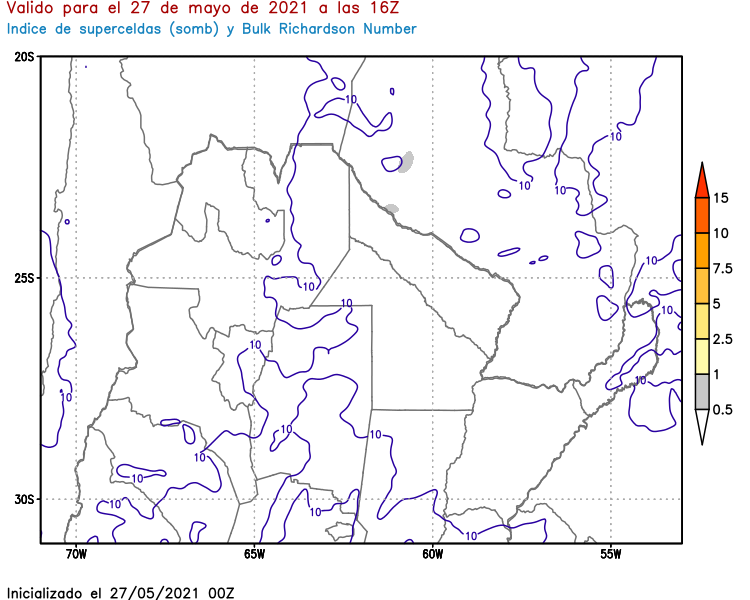 Valido para el 27 de mayo de 2021 a las 16Z
Indice de superceldas (somb) y Bulk Richardson Number
20S
10
10
10
10
10
15
10
10
25S
10
7.5
10
10
5
2.5
10
10
1
10
0.5
10
10
10
10
30S
10
10
10
70W
65W
60W
55W
Inicializado el 27/05/2021 00Z